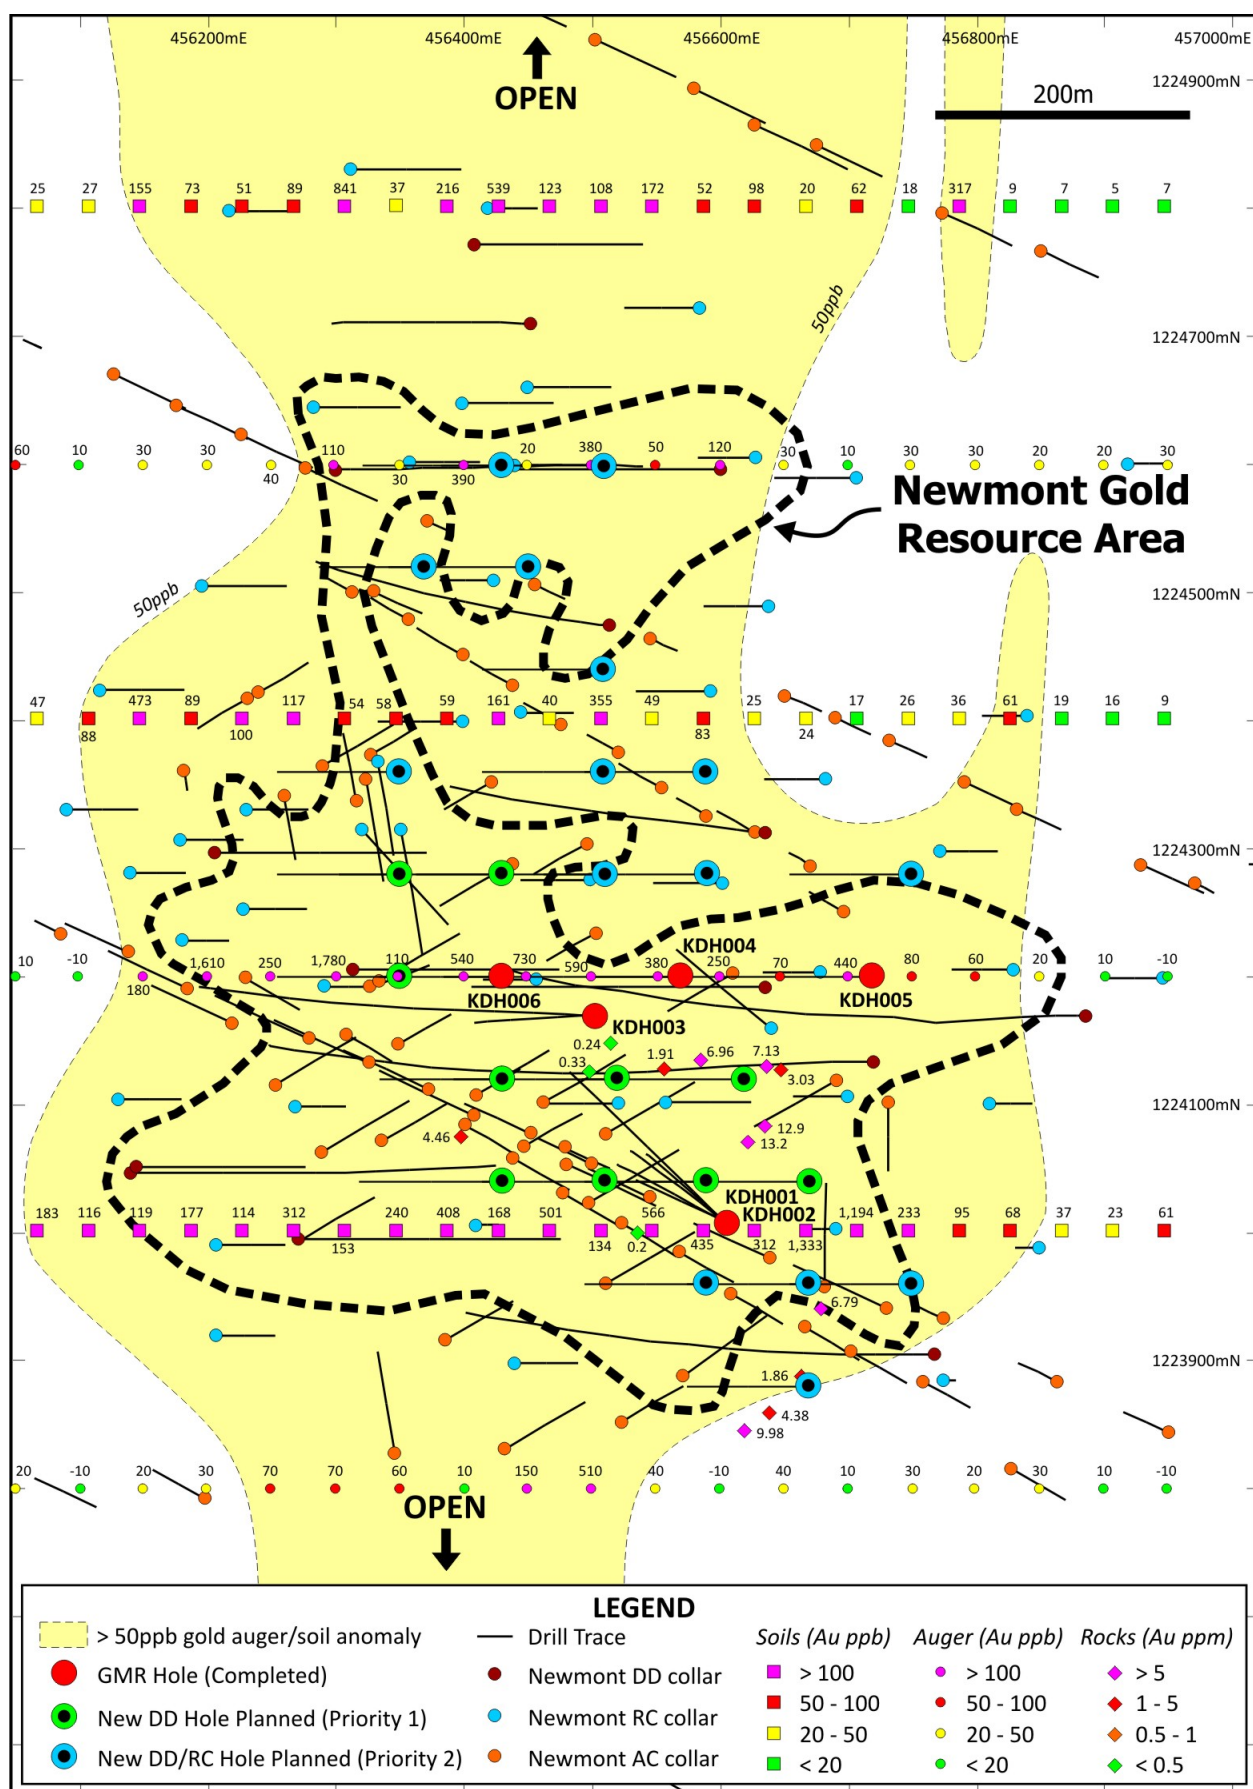 456200mE 456400mE 456600mE 456800mE 457000mE
OPEN
1224900mN
200m
25 27 155 73 51 89 841 37 216 539 123 108 172 52 98 20 62 18 317 9 7 5 7
50ppb
1224700mN
60 10 30 30 110 20 380 50 120 30 10 30 30 20 20 30
40 30 390
Newmont Gold
Resource Area
50ppb
1224500mN
47 473 89 117 54 58 59 161 40 355 49 25 17 26 36 61 19 16 9
88 100 83 24
1224300mN
KDH004
10 -10 1,610 250 1,780 110 540 730 590 380 250 70 440 80 60 20 10 -10
180
KDH006 KDH005
KDH003
0.24
0.33 1.91 6.96 7.13
3.03
1224100mN
4.46 12.9
13.2
KDH001
KDH002
183 116 119 177 114 312 240 408 168 501 566 1,194 233 95 68 37 23 61
153 134 0.2 435 312 1,333
6.79
1223900mN
1.86
4.38
9.98
20 -10 20 30 70 70 60 10 150 510 40 -10 40 10 30 20 30 10 -10
OPEN
LEGEND
> 50ppb gold auger/soil anomaly
GMR Hole (Completed)
New DD Hole Planned (Priority 1)
New DD/RC Hole Planned (Priority 2)
Drill Trace
Newmont DD collar
Newmont RC collar
Newmont AC collar
Soils (Au ppb)
> 100
50 - 100
20 - 50
< 20
Auger (Au ppb)
> 100
50 - 100
20 - 50
< 20
Rocks (Au ppm)
> 5
1 - 5
0.5 - 1
< 0.5